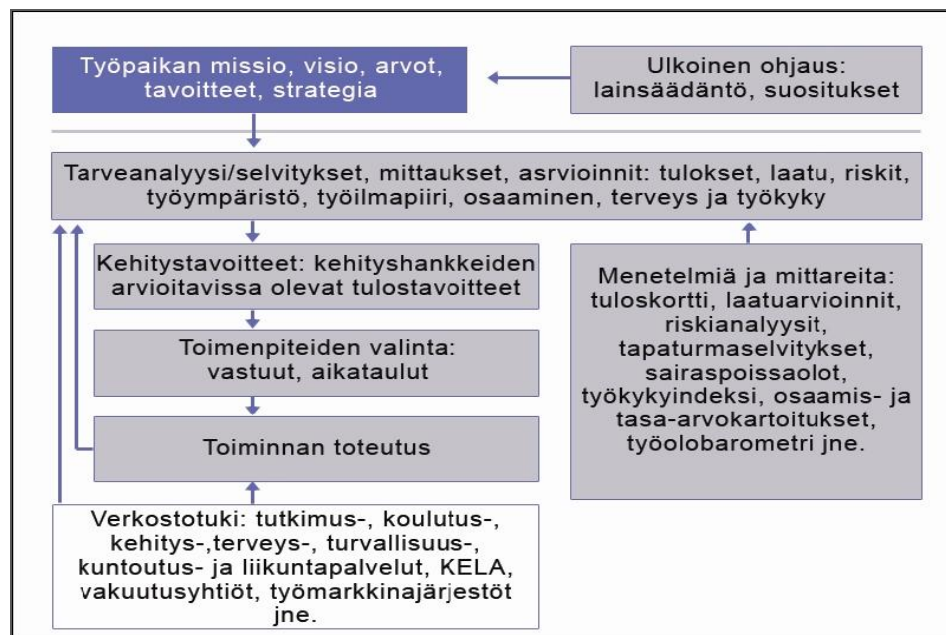 Työpaikan missio, visio, arvot,
tavoitteet, strategia
Ulkoinen ohjaus:
lainsäädäntö, suositukset
Tarveanalyysi/selvitykset, mittaukset, asrvioinnit: tulokset, laatu, riskit,
työympäristö, työilmapiiri, osaaminen, terveys ja työkyky
Kehitystavoitteet: kehityshankkeiden
arvioitavissa olevat tulostavoitteet
Toimenpiteiden valinta:
vastuut, aikataulut
Toiminnan toteutus
Verkostotuki: tutkimus-, koulutus-,
kehitys-,terveys-, turvallisuus-,
kuntoutus- ja liikuntapalvelut, KELA,
vakuutusyhtiöt, työmarkkinajärjestöt
jne.
Menetelmiä ja mittareita:
tuloskortti, laatuarvioinnit,
riskianalyysit,
tapaturmaselvitykset,
sairaspoissaolot,
työkykyindeksi, osaamis- ja
tasa-arvokartoitukset,
työolobarometri jne.